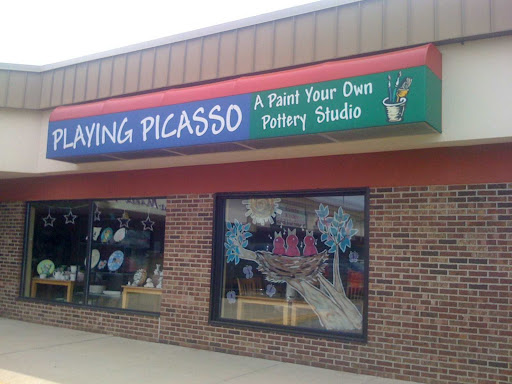 PLAYING PICASSO
A Paint Your Own
Pottery Studio